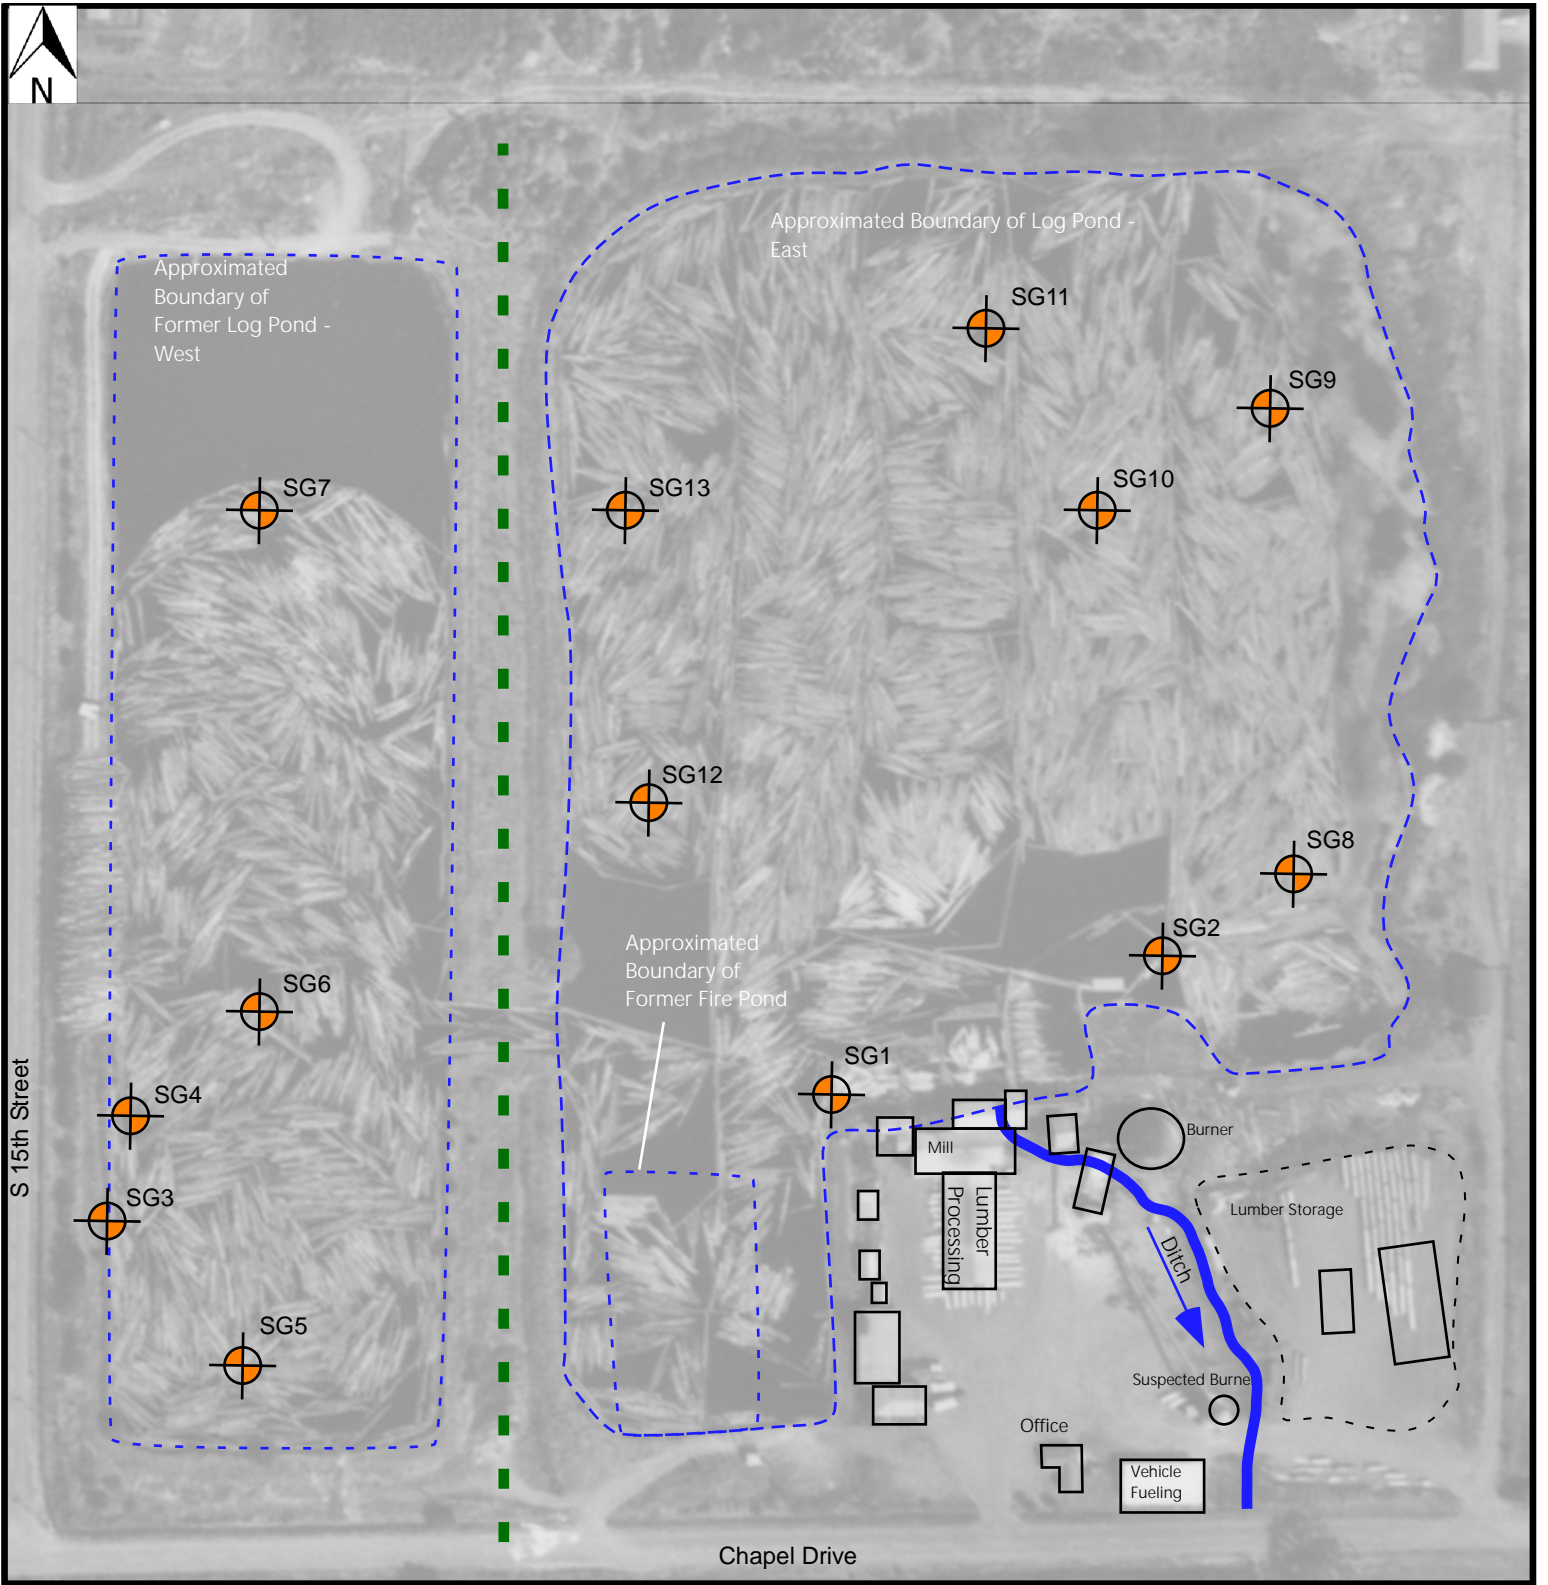 N
Approximated Boundary of Log Pond -
East
Approximated
Boundary of
Former Log Pond -
West
SG11
SG9
SG7
SG13
SG10
SG12
SG8
SG2
Approximated
Boundary of
Former Fire Pond
SG6
SG1
SG4
S 15th Street
Burner
Mill
SG3
Lumber
Processing
Lumber Storage
Ditch
SG5
Suspected Burne
Office
Vehicle
Fueling
Chapel Drive